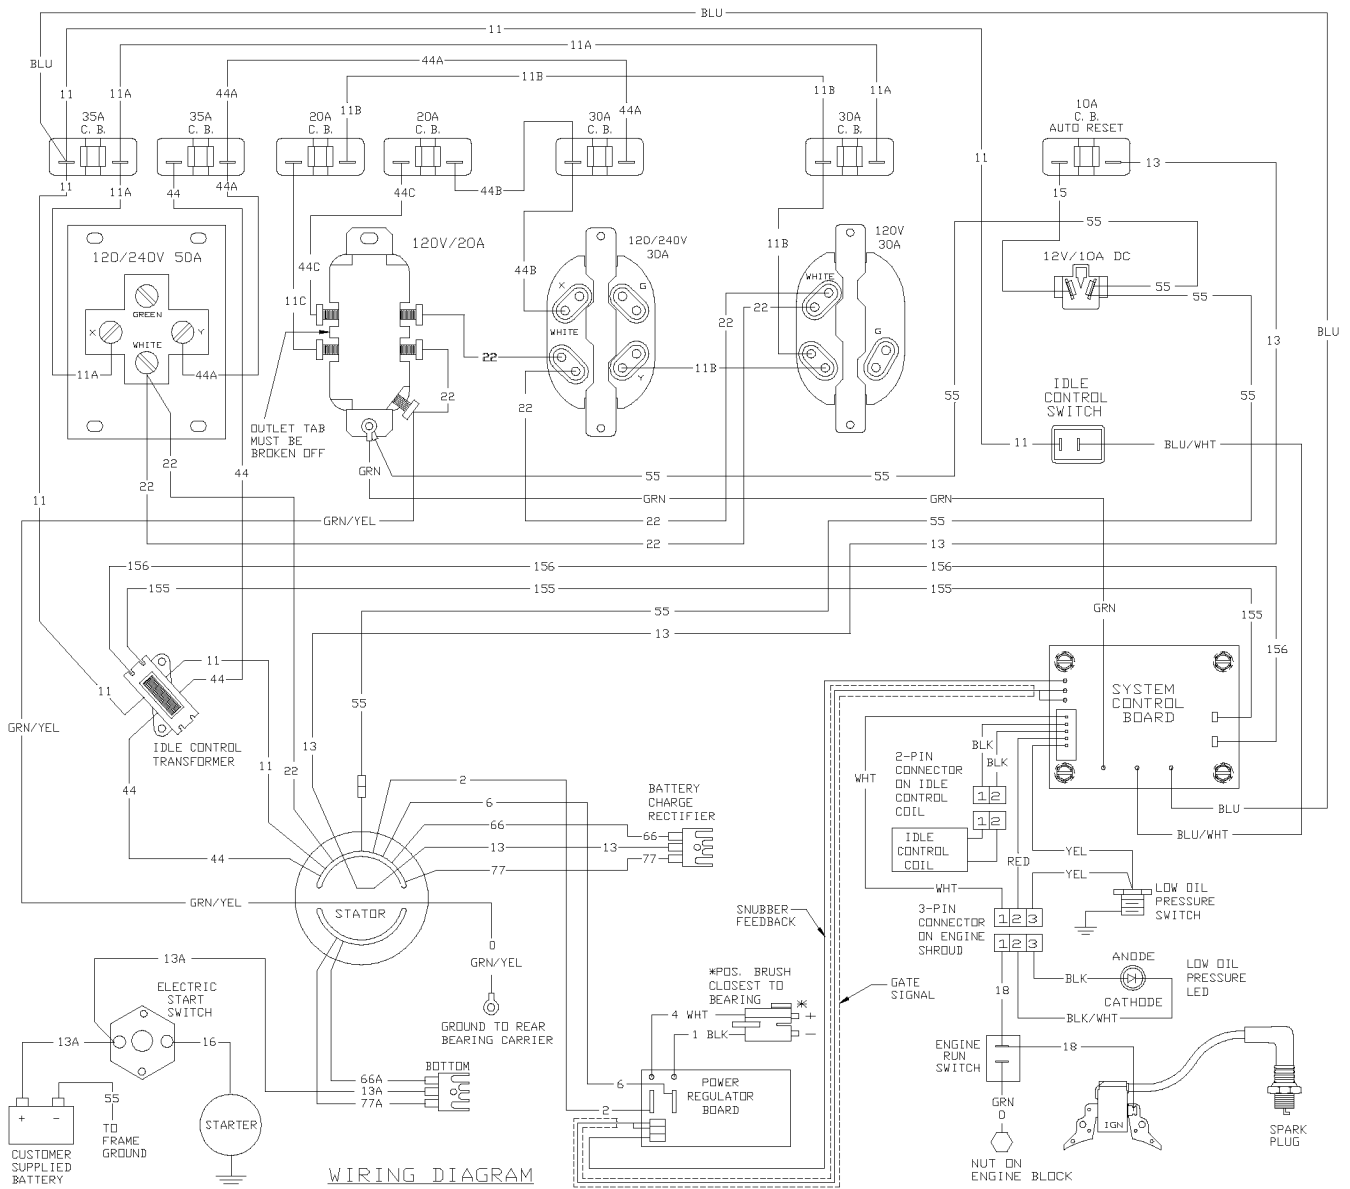 BLU
11
11A
44A
11B
BLU
11
11A
44A
11B
44A
11B
11A
35A
C. B.
35A
C. B.
20A
C. B.
20A
C. B.
30A
C. B.
30A
C. B.
10A
C. B.
AUTO RESET
11
13
11
11A
44
44A
44C
44B
15
55
120/240V 50A
120V/20A
120/240V
30A
120V
30A
12V/10A DC
44C
44B
11B
11C
GREEN
WHITE
X
Y
X
G
WHITE
Y
WHITE
G
22
22
55
55
BLU
13
11A
44A
22
11B
22
22
22
55
55
OUTLET TAB
MUST BE
BROKEN OFF
IDLE
CONTROL
SWITCH
11
BLU/WHT
22
22
44
GRN
55
55
11
GRN
GRN
GRN/YEL
22
55
22
13
156
156
156
155
155
155
GRN
55
13
155
156
11
44
11
55
SYSTEM
CONTROL
BOARD
GRN/YEL
IDLE CONTROL
TRANSFORMER
13
11
22
44
2
6
66
13
77
44
BATTERY
CHARGE
RECTIFIER
66
13
77
WHT
BLK
BLK
2-PIN
CONNECTOR
ON IDLE
CONTROL
COIL
1 2
1 2
IDLE
CONTROL
COIL
BLU
BLU/WHT
RED
YEL
YEL
WHT
GRN/YEL
STATOR
SNUBBER
FEEDBACK
3-PIN
CONNECTOR
ON ENGINE
SHROUD
1 2 3
1 2 3
LOW OIL
PRESSURE
SWITCH
0
GRN/YEL
13A
ELECTRIC
START
SWITCH
*POS. BRUSH
CLOSEST TO
BEARING
*
+
−
4 WHT
1 BLK
GATE
SIGNAL
BLK
ANODE
CATHODE
BLK/WHT
LOW OIL
PRESSURE
LED
18
GROUND TO REAR
BEARING CARRIER
13A
16
ENGINE
RUN
SWITCH
18
BOTTOM
66A
13A
77A
6
2
POWER
REGULATOR
BOARD
GRN
0
55
+ −
TO
FRAME
GROUND
STARTER
IGN
SPARK
PLUG
CUSTOMER
SUPPLIED
BATTERY
WIRING DIAGRAM
NUT ON
ENGINE BLOCK